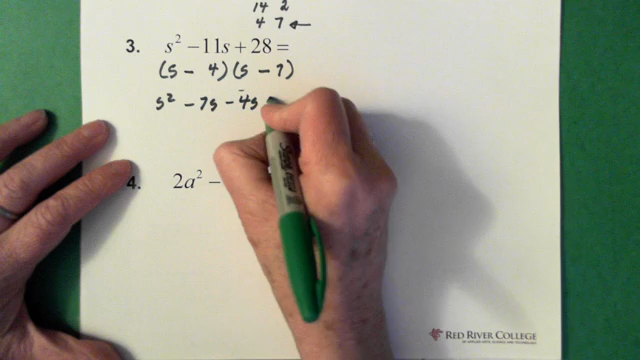 14 2
4 7 ←
3. s² − 11s + 28 =
(s − 4)(s − 7)
s² − 7s − 4s
4. 2a² −
RED RIVER COLLEGE